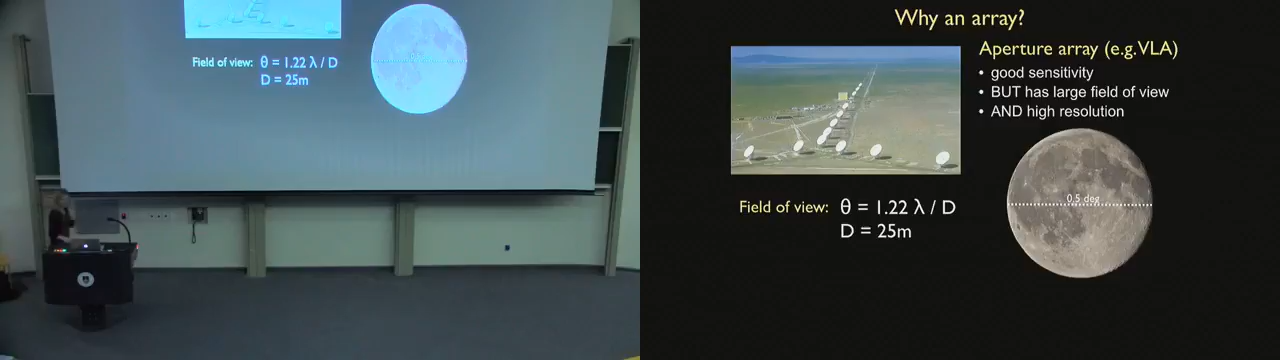 Field of view: θ = 1.22 λ / D
D = 25m
Why an array?
Aperture array (e.g. VLA)
• good sensitivity
• BUT has large field of view
• AND high resolution
0.5 deg
Field of view: θ = 1.22 λ / D
D = 25m